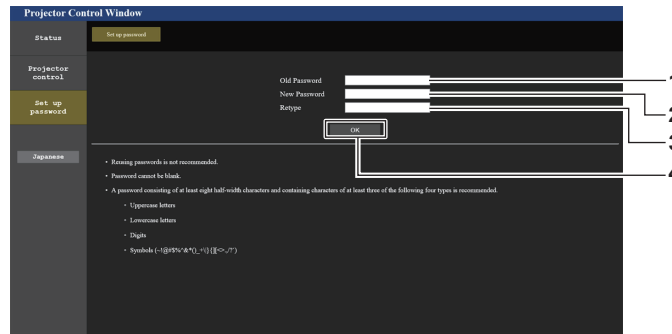 Projector Control Window
Status
Set up password
Projector
control
Set up
password
Japanese
Old Password
New Password
Retype
OK
1
2
3
4
• Reusing passwords is not recommended.
• Password cannot be blank.
• A password consisting of at least eight half-width characters and containing characters of at least three of the following four types is recommended.
• Uppercase letters
• Lowercase letters
• Digits
• Symbols